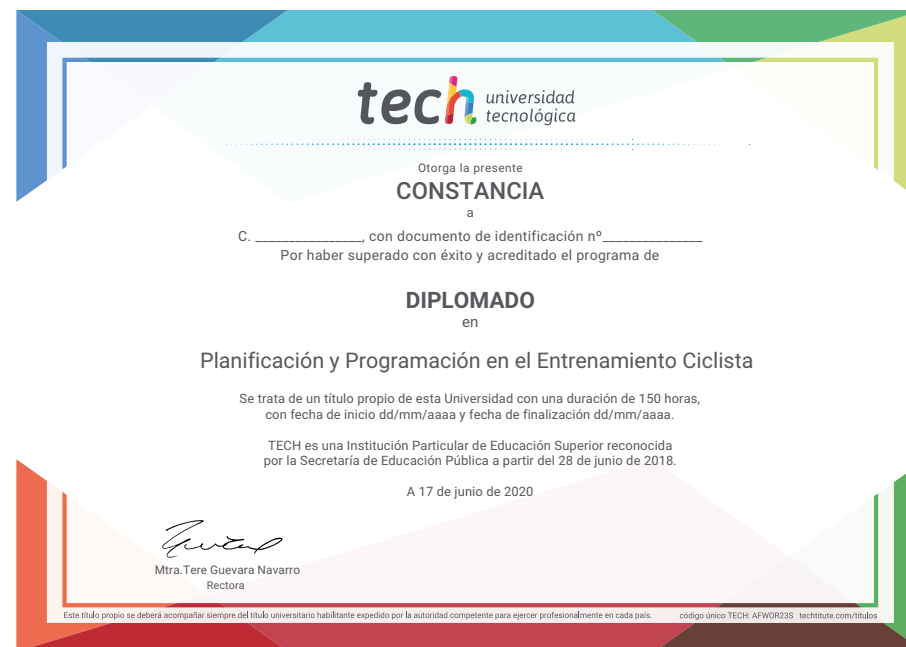 tech universidad
tecnológica
Otorga la presente
CONSTANCIA
a
C. ________________, con documento de identificación nº_______________
Por haber superado con éxito y acreditado el programa de
DIPLOMADO
en
Planificación y Programación en el Entrenamiento Ciclista
Se trata de un título propio de esta Universidad con una duración de 150 horas,
con fecha de inicio dd/mm/aaaa y fecha de finalización dd/mm/aaaa.
TECH es una Institución Particular de Educación Superior reconocida
por la Secretaría de Educación Pública a partir del 28 de junio de 2018.
A 17 de junio de 2020
Mtra.Tere Guevara Navarro
Rectora
Este título propio se deberá acompañar siempre del título universitario habilitante expedido por la autoridad competente para ejercer profesionalmente en cada país. código único TECH: AFWOR23S techtitute.com/titulos